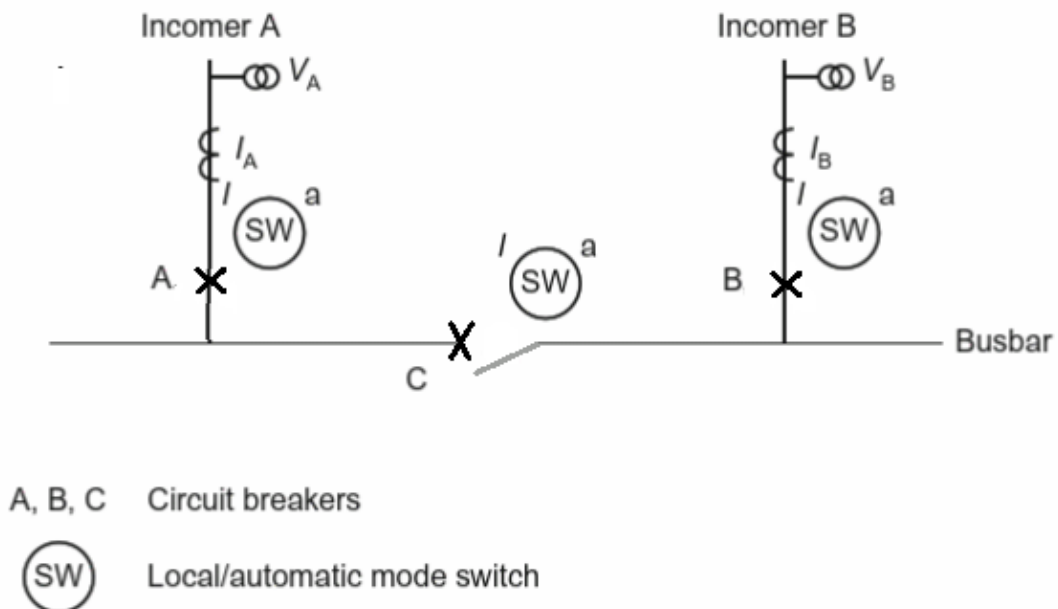 Incomer A
Incomer B
V_A
V_B
I_A
I_B
l
a
SW
l
a
SW
l
a
SW
A
B
C
Busbar
A, B, C Circuit breakers
SW Local/automatic mode switch